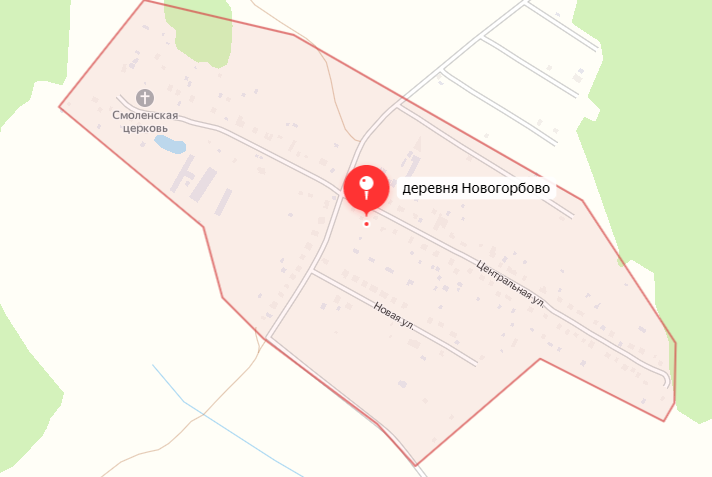 Смоленская
церковь
деревня Новогорбово
Центральная ул.
Новая ул.